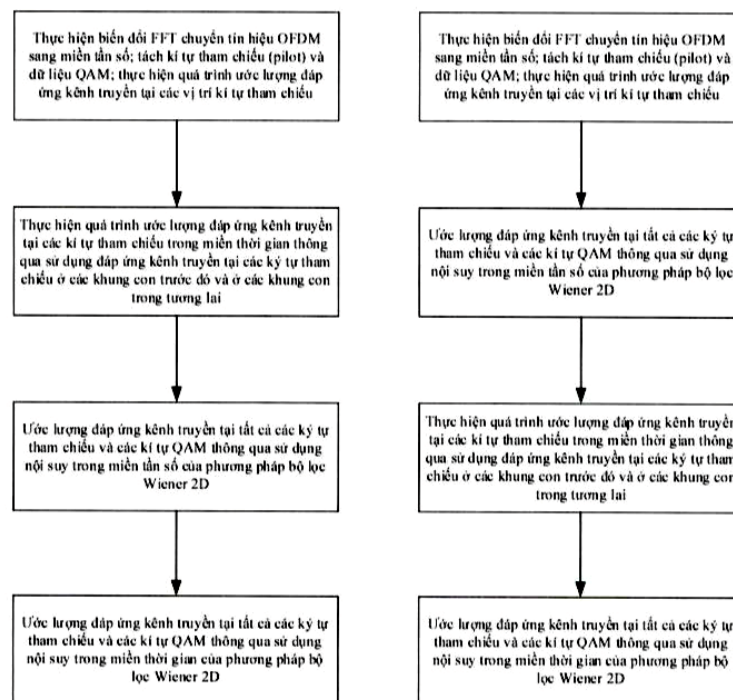 Thực hiện biến đổi FFT chuyển tín hiệu OFDM
sang miền tần số; tách kí tự tham chiếu (pilot) và
dữ liệu QAM; thực hiện quá trình ước lượng đáp
ứng kênh truyền tại các vị trí kí tự tham chiếu
Thực hiện quá trình ước lượng đáp ứng kênh truyền
tại các kí tự tham chiếu trong miền thời gian thông
qua sử dụng đáp ứng kênh truyền tại các ký tự tham
chiếu ở các khung con trước đó và ở các khung con
trong tương lai
Ước lượng đáp ứng kênh truyền tại tất cả các ký tự
tham chiếu và các kí tự QAM thông qua sử dụng
nội suy trong miền tần số của phương pháp bộ lọc
Wiener 2D
Ước lượng đáp ứng kênh truyền tại tất cả các ký tự
tham chiếu và các kí tự QAM thông qua sử dụng
nội suy trong miền thời gian của phương pháp bộ
lọc Wiener 2D
Thực hiện biến đổi FFT chuyển tín hiệu OFDM
sang miền tần số; tách kí tự tham chiếu (pilot) và
dữ liệu QAM; thực hiện quá trình ước lượng đáp
ứng kênh truyền tại các vị trí kí tự tham chiếu
Ước lượng đáp ứng kênh truyền tại tất cả các ký tự
tham chiếu và các kí tự QAM thông qua sử dụng
nội suy trong miền tần số của phương pháp bộ lọc
Wiener 2D
Thực hiện quá trình ước lượng đáp ứng kênh truyền
tại các kí tự tham chiếu trong miền thời gian thông
qua sử dụng đáp ứng kênh truyền tại các ký tự tham
chiếu ở các khung con trước đó và ở các khung con
trong tương lai
Ước lượng đáp ứng kênh truyền tại tất cả các ký tự
tham chiếu và các kí tự QAM thông qua sử dụng
nội suy trong miền thời gian của phương pháp bộ
lọc Wiener 2D